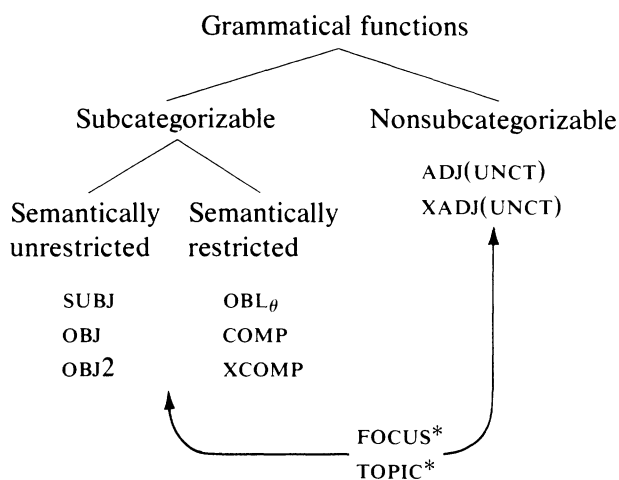 Grammatical functions
Subcategorizable
Nonsubcategorizable
ADJ(UNCT)
XADJ(UNCT)
Semantically unrestricted
Semantically restricted
SUBJ
OBJ
OBJ2
OBLθ
COMP
XCOMP
FOCUS*
TOPIC*